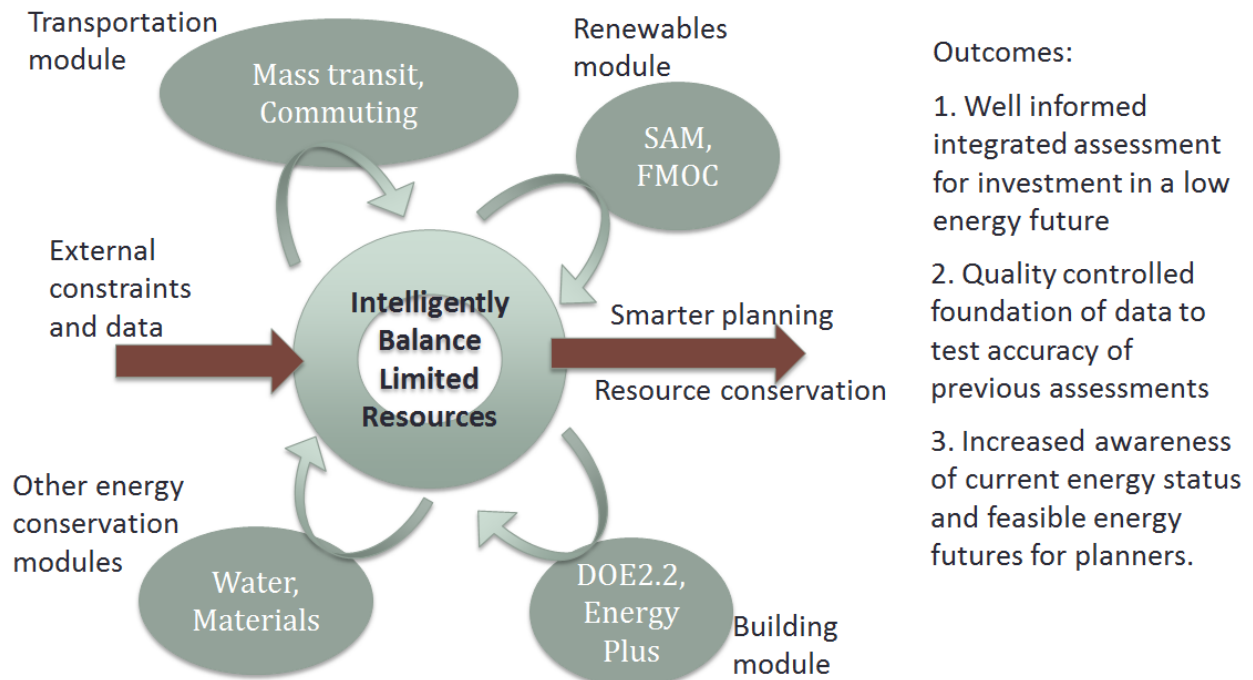 Transportation
module
Mass transit,
Commuting
Renewables
module
SAM,
FMOC
External
constraints
and data
Intelligently
Balance
Limited
Resources
Smarter planning
Resource conservation
Other energy
conservation
modules
Water,
Materials
DOE2.2,
Energy
Plus
Building
module
Outcomes:
1. Well informed
integrated assessment
for investment in a low
energy future
2. Quality controlled
foundation of data to
test accuracy of
previous assessments
3. Increased awareness
of current energy status
and feasible energy
futures for planners.